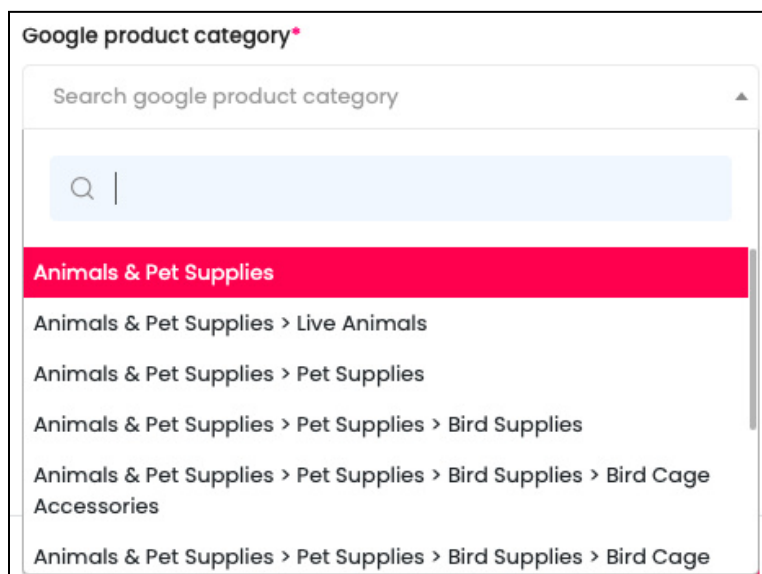 Google product category*
Search google product category
Animals & Pet Supplies
Animals & Pet Supplies > Live Animals
Animals & Pet Supplies > Pet Supplies
Animals & Pet Supplies > Pet Supplies > Bird Supplies
Animals & Pet Supplies > Pet Supplies > Bird Supplies > Bird Cage
Accessories
Animals & Pet Supplies > Pet Supplies > Bird Supplies > Bird Cage